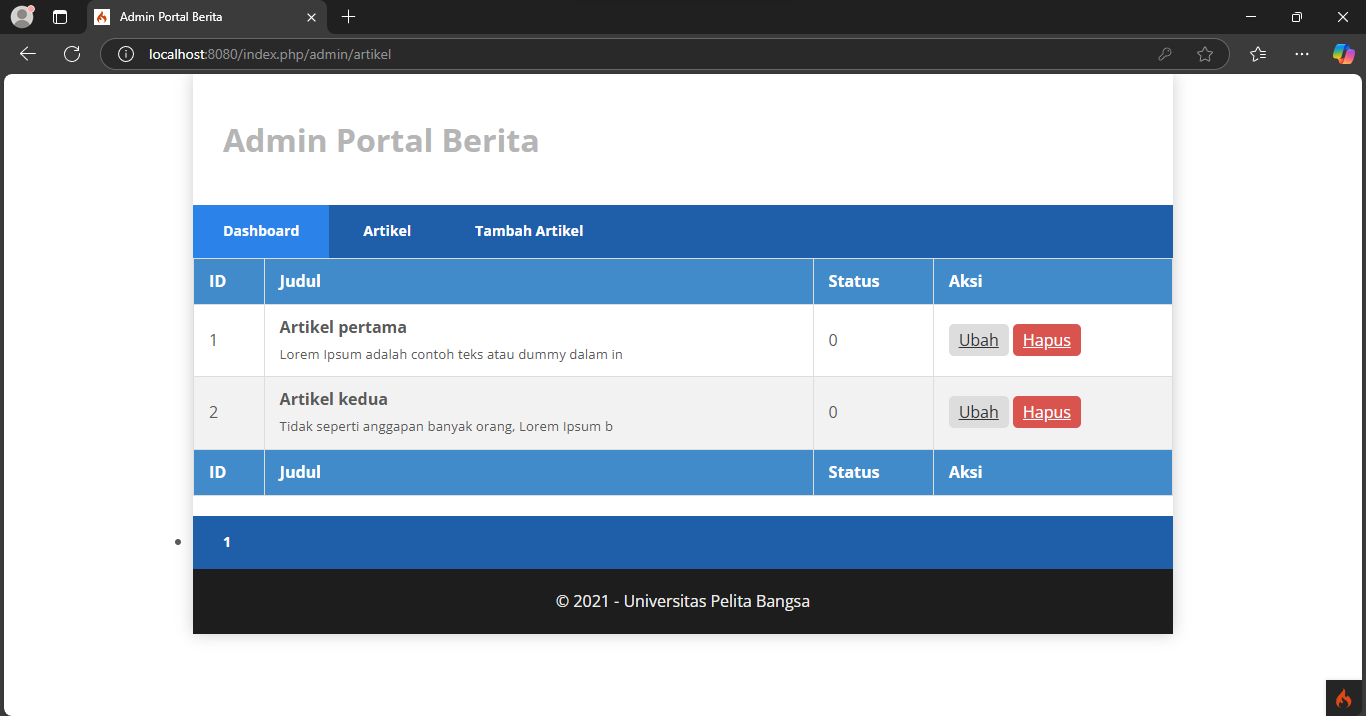 Admin Portal Berita
localhost:8080/index.php/admin/artikel
Admin Portal Berita
Dashboard Artikel Tambah Artikel
ID Judul Status Aksi
1 Artikel pertama 0 Ubah Hapus
Lorem Ipsum adalah contoh teks atau dummy dalam in
2 Artikel kedua 0 Ubah Hapus
Tidak seperti anggapan banyak orang, Lorem Ipsum b
ID Judul Status Aksi
1
© 2021 - Universitas Pelita Bangsa